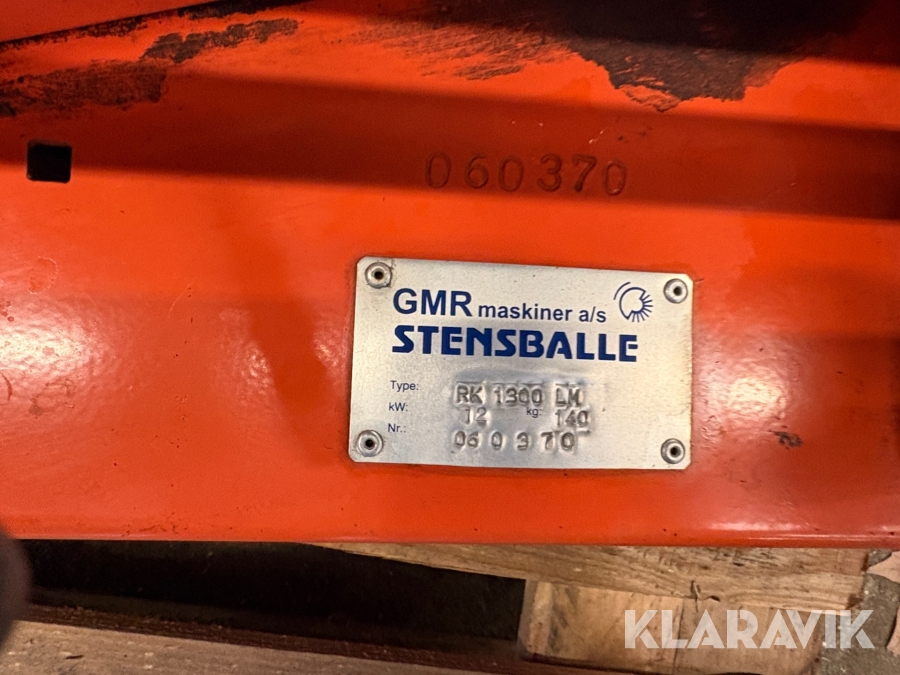 060370
GMR maskiner a/s
STENSBALLE
Type: RK 1300 LM
kW: 12 kg: 140
Nr.: 060370
KLARAVIK